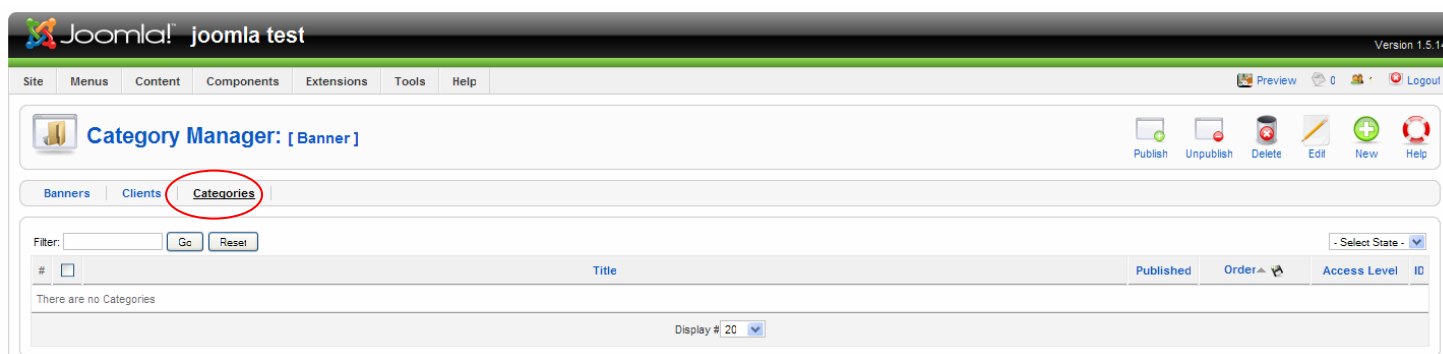 Joomla! joomla test
Version 1.5.14
Site Menus Content Components Extensions Tools Help Preview 0 Logout
Category Manager: [ Banner ]
Publish Unpublish Delete Edit New Help
Banners Clients Categories
Filter: Go Reset - Select State -
# Title Published Order Access Level ID
There are no Categories
Display # 20